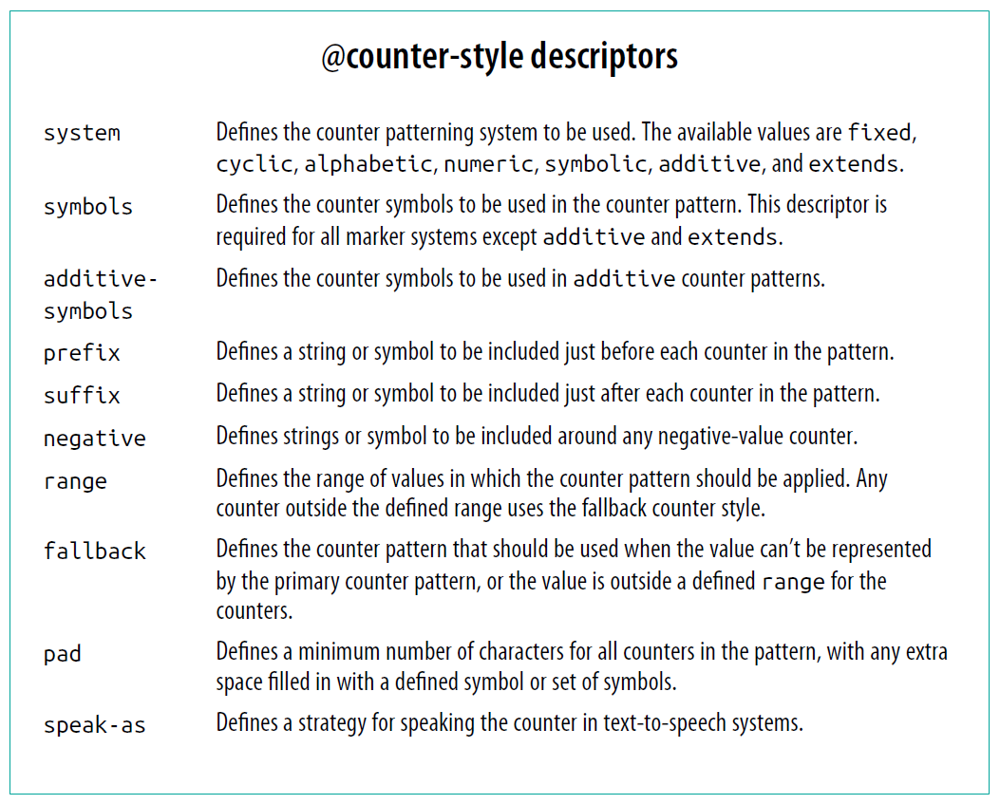 @counter-style descriptors
system Defines the counter patterning system to be used. The available values are fixed,
cyclic, alphabetic, numeric, symbolic, additive, and extends.
symbols Defines the counter symbols to be used in the counter pattern. This descriptor is
required for all marker systems except additive and extends.
additive- Defines the counter symbols to be used in additive counter patterns.
symbols
prefix Defines a string or symbol to be included just before each counter in the pattern.
suffix Defines a string or symbol to be included just after each counter in the pattern.
negative Defines strings or symbol to be included around any negative-value counter.
range Defines the range of values in which the counter pattern should be applied. Any
counter outside the defined range uses the fallback counter style.
fallback Defines the counter pattern that should be used when the value can’t be represented
by the primary counter pattern, or the value is outside a defined range for the
counters.
pad Defines a minimum number of characters for all counters in the pattern, with any extra
space filled in with a defined symbol or set of symbols.
speak-as Defines a strategy for speaking the counter in text-to-speech systems.